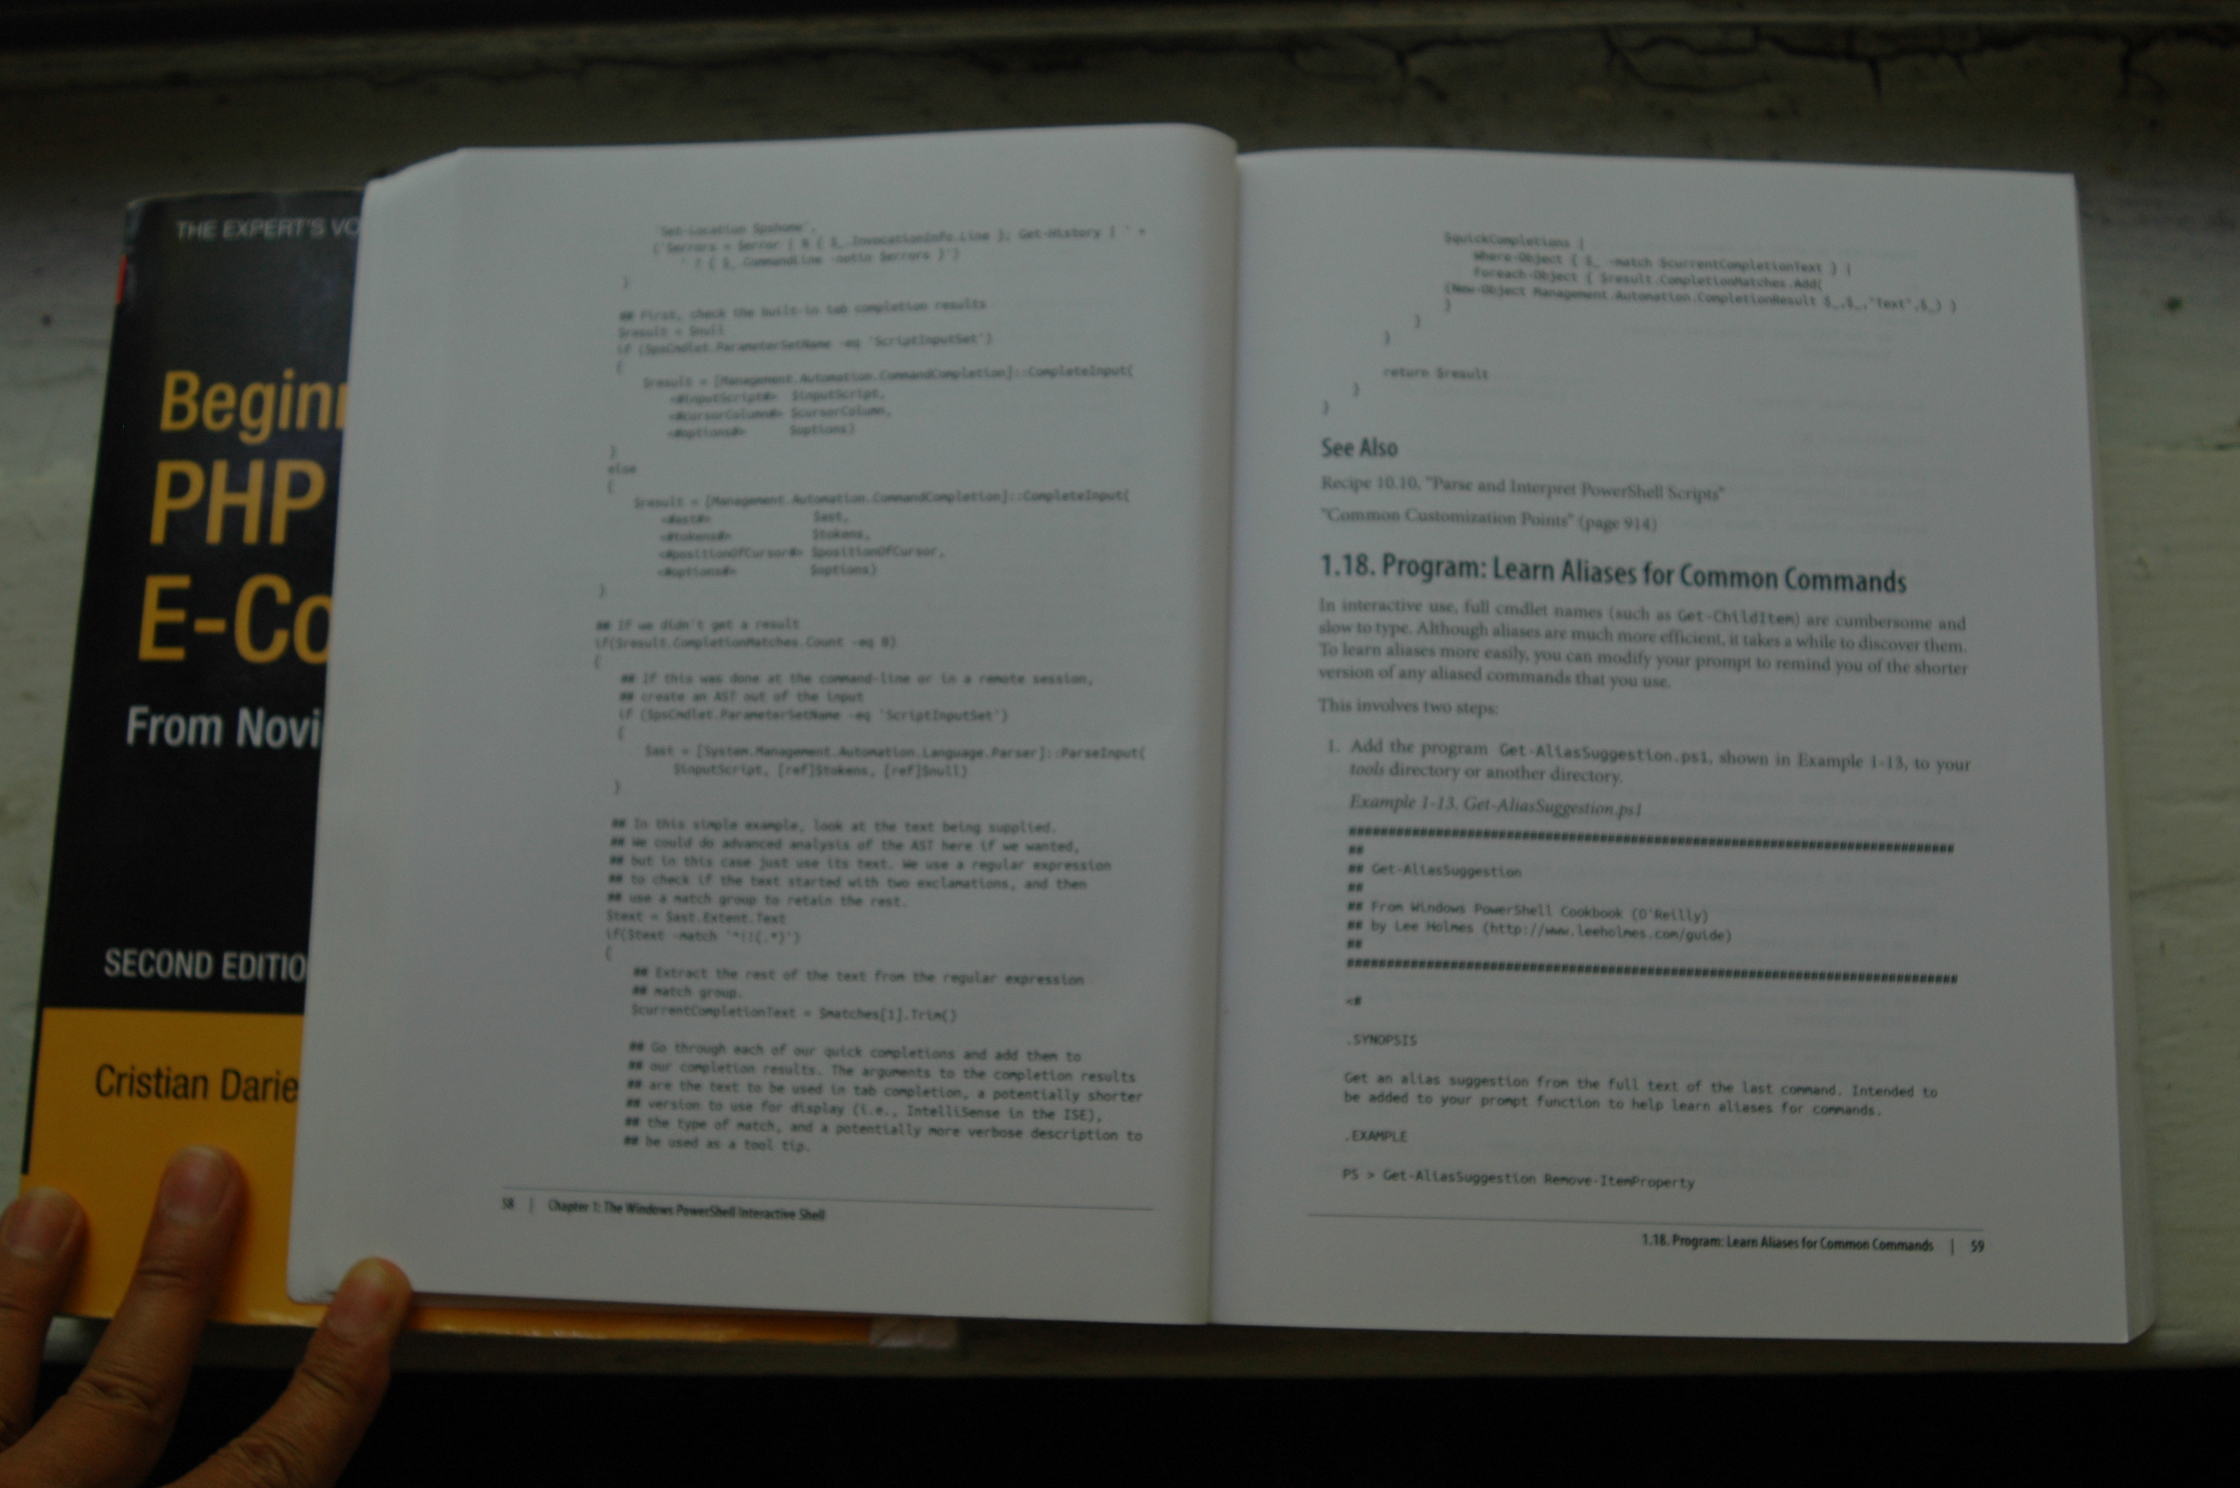 THE EXPERT'S VO
Beginn
PHP
E-Co
From Novi
SECOND EDITIO
Cristian Darie
'Set-Location $pshome',
('$errors = $error | % { $_.InvocationInfo.Line }; Get-History | ' +
' ? { $_.CommandLine -notin $errors }')
}
## First, check the built-in tab completion results
$result = $null
if ($psCmdlet.ParameterSetName -eq 'ScriptInputSet')
{
$result = [Management.Automation.CommandCompletion]::CompleteInput(
<#inputScript#> $inputScript,
<#cursorColumn#> $cursorColumn,
<#options#> $options)
}
else
{
$result = [Management.Automation.CommandCompletion]::CompleteInput(
<#ast#> $ast,
<#tokens#> $tokens,
<#positionOfCursor#> $positionOfCursor,
<#options#> $options)
}
## If we didn't get a result
if($result.CompletionMatches.Count -eq 0)
{
## If this was done at the command-line or in a remote session,
## create an AST out of the input
if ($psCmdlet.ParameterSetName -eq 'ScriptInputSet')
{
$ast = [System.Management.Automation.Language.Parser]::ParseInput(
$inputScript, [ref]$tokens, [ref]$null)
}
## In this simple example, look at the text being supplied.
## We could do advanced analysis of the AST here if we wanted,
## but in this case just use its text. We use a regular expression
## to check if the text started with two exclamations, and then
## use a match group to retain the rest.
$text = $ast.Extent.Text
if($text -match '^!!(.*)')
{
## Extract the rest of the text from the regular expression
## match group.
$currentCompletionText = $matches[1].Trim()
## Go through each of our quick completions and add them to
## our completion results. The arguments to the completion results
## are the text to be used in tab completion, a potentially shorter
## version to use for display (i.e., IntelliSense in the ISE),
## the type of match, and a potentially more verbose description to
## be used as a tool tip.
58 | Chapter 1: The Windows PowerShell Interactive Shell
$quickCompletions |
Where-Object { $_ -match $currentCompletionText } |
Foreach-Object { $result.CompletionMatches.Add(
(New-Object Management.Automation.CompletionResult $_,$_,"Text",$_) )
}
}
}
return $result
}
}
See Also
Recipe 10.10, "Parse and Interpret PowerShell Scripts"
"Common Customization Points" (page 914)
1.18. Program: Learn Aliases for Common Commands
In interactive use, full cmdlet names (such as Get-ChildItem) are cumbersome and
slow to type. Although aliases are much more efficient, it takes a while to discover them.
To learn aliases more easily, you can modify your prompt to remind you of the shorter
version of any aliased commands that you use.
This involves two steps:
1. Add the program Get-AliasSuggestion.ps1, shown in Example 1-13, to your
tools directory or another directory.
Example 1-13. Get-AliasSuggestion.ps1
##############################################################################
##
## Get-AliasSuggestion
##
## From Windows PowerShell Cookbook (O'Reilly)
## by Lee Holmes (http://www.leeholmes.com/guide)
##
##############################################################################
<#
.SYNOPSIS
Get an alias suggestion from the full text of the last command. Intended to
be added to your prompt function to help learn aliases for commands.
.EXAMPLE
PS > Get-AliasSuggestion Remove-ItemProperty
1.18. Program: Learn Aliases for Common Commands | 59